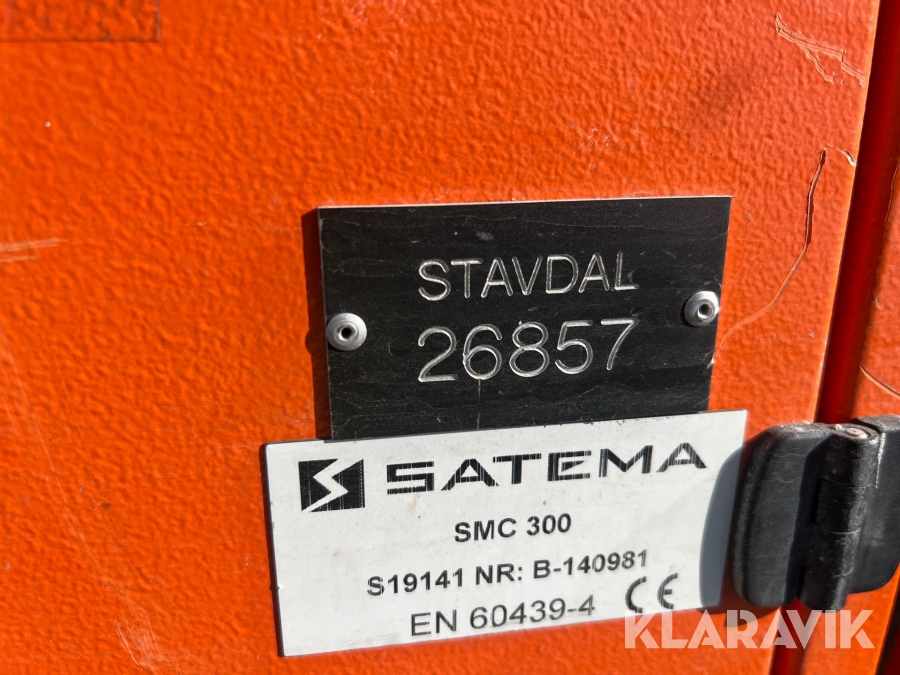 STAVDAL
26857
SATEMA
SMC 300
S19141 NR: B-140981
EN 60439-4 CE
KLARAVIK